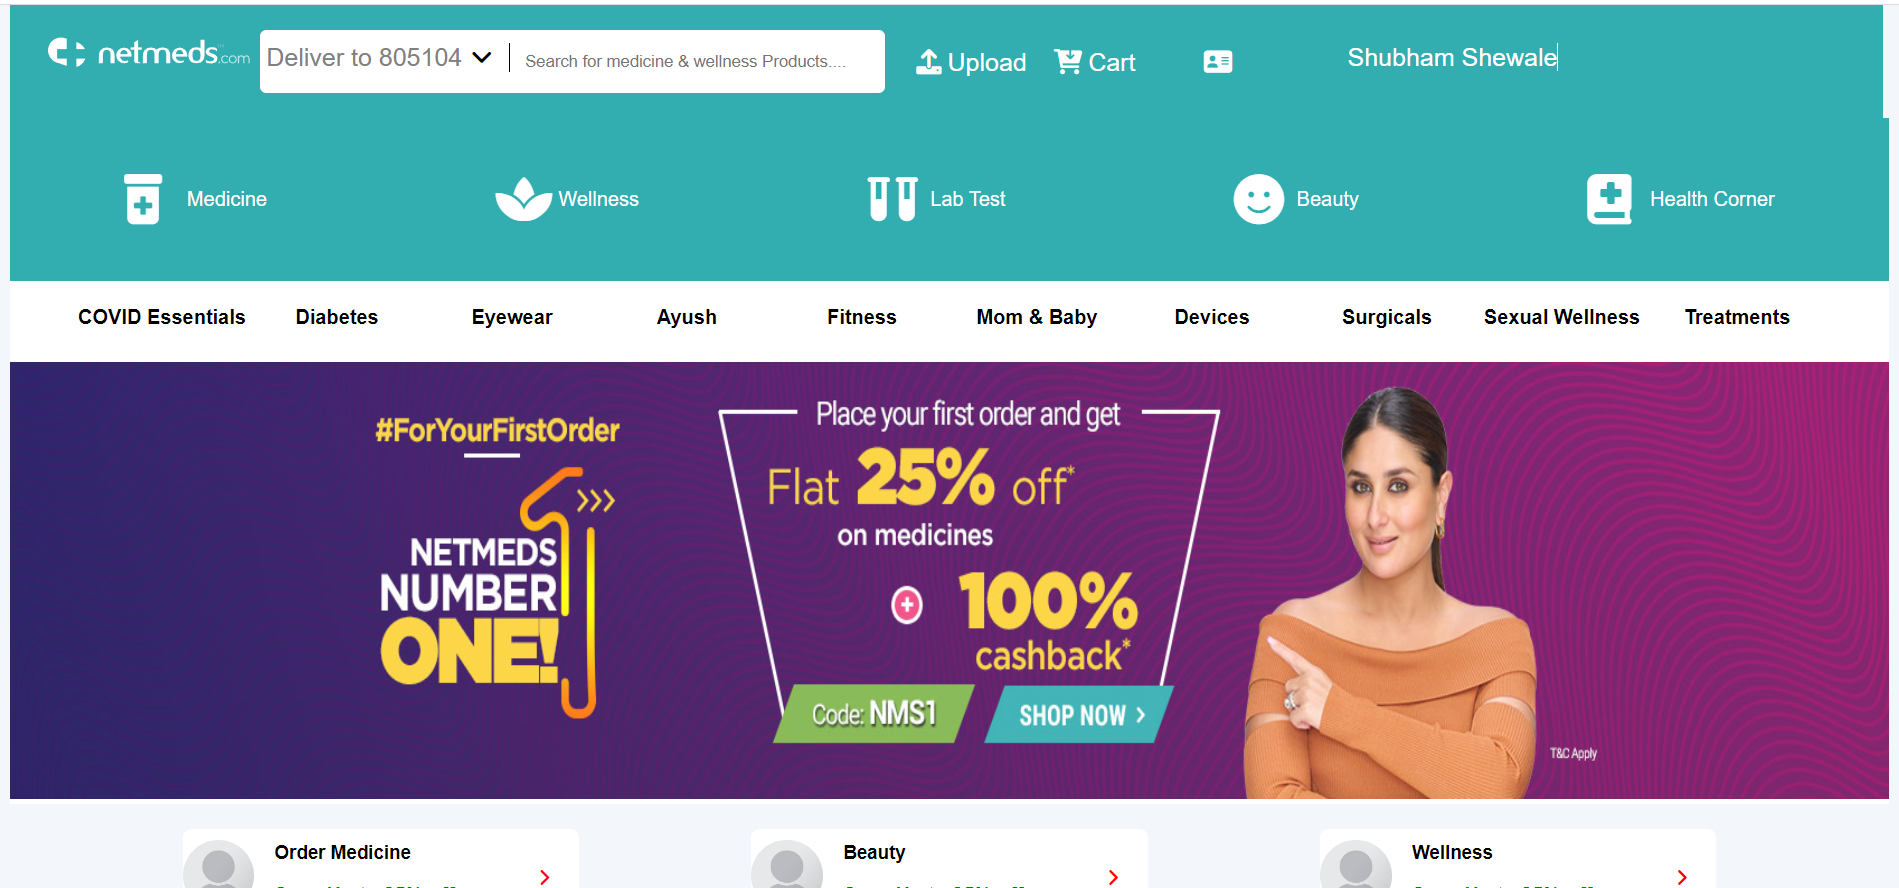 netmeds.com
Deliver to 805104
Search for medicine & wellness Products....
Upload
Cart
Shubham Shewale
Medicine
Wellness
Lab Test
Beauty
Health Corner
COVID Essentials
Diabetes
Eyewear
Ayush
Fitness
Mom & Baby
Devices
Surgicals
Sexual Wellness
Treatments
#ForYourFirstOrder
NETMEDS
NUMBER
ONE!
Place your first order and get
Flat 25% off*
on medicines
100%
cashback*
Code: NMS1
SHOP NOW
T&C Apply
Order Medicine
Beauty
Wellness